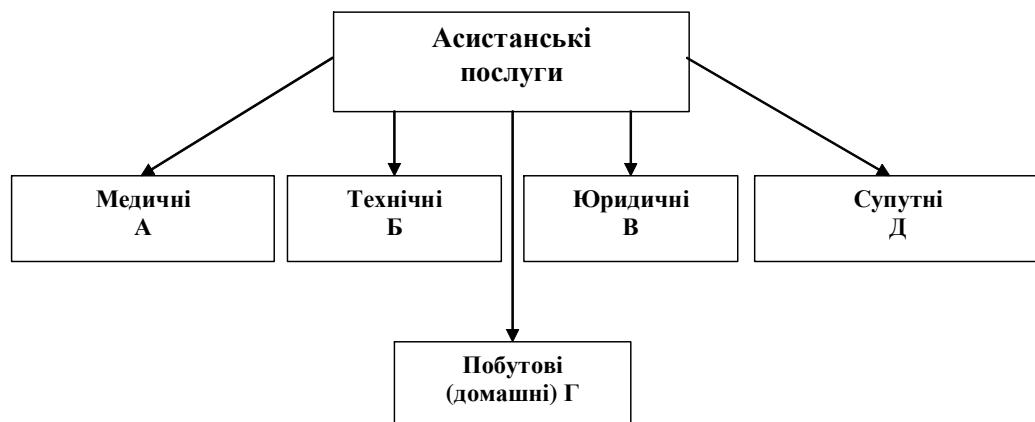 Асистанські
послуги
Медичні
А
Технічні
Б
Юридичні
В
Супутні
Д
Побутові
(домашні) Г